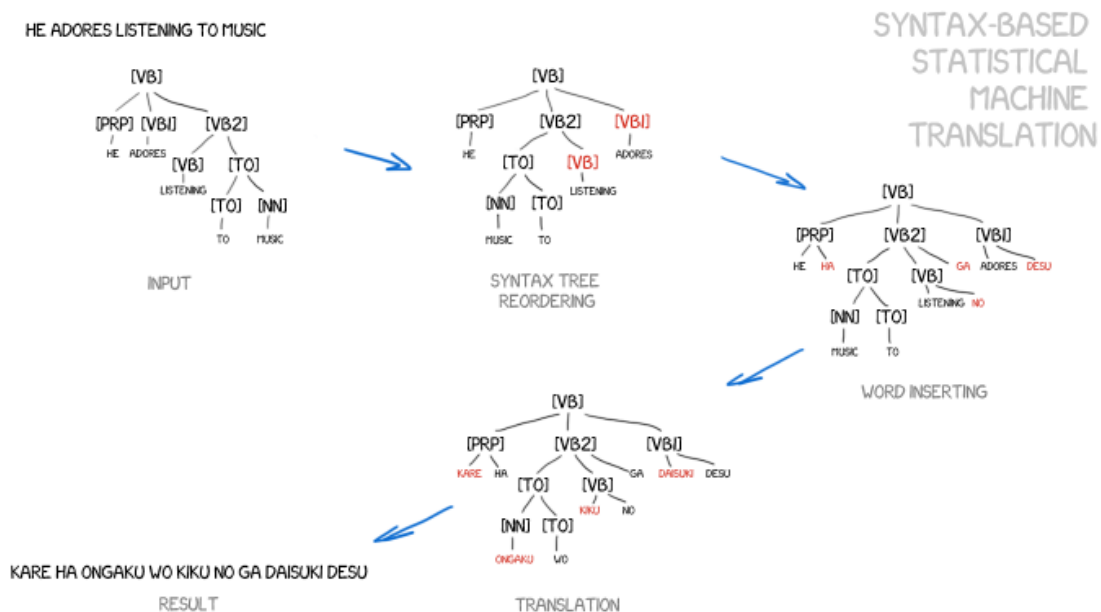 HE ADORES LISTENING TO MUSIC
SYNTAX-BASED
STATISTICAL
MACHINE
TRANSLATION
[VB]
[PRP] [VB1] [VB2]
HE ADORES
[VB] [TO]
LISTENING
[TO] [NN]
TO MUSIC
INPUT
[VB]
[PRP] [VB2] [VB1]
HE ADORES
[TO] [VB]
LISTENING
[NN] [TO]
MUSIC TO
SYNTAX TREE
REORDERING
[VB]
[PRP] [VB2] [VB1]
HE HA GA ADORES DESU
[TO] [VB]
LISTENING NO
[NN] [TO]
MUSIC TO
WORD INSERTING
[VB]
[PRP] [VB2] [VB1]
KARE HA GA DAISUKI DESU
[TO] [VB]
KIKU NO
[NN] [TO]
ONGAKU WO
TRANSLATION
KARE HA ONGAKU WO KIKU NO GA DAISUKI DESU
RESULT